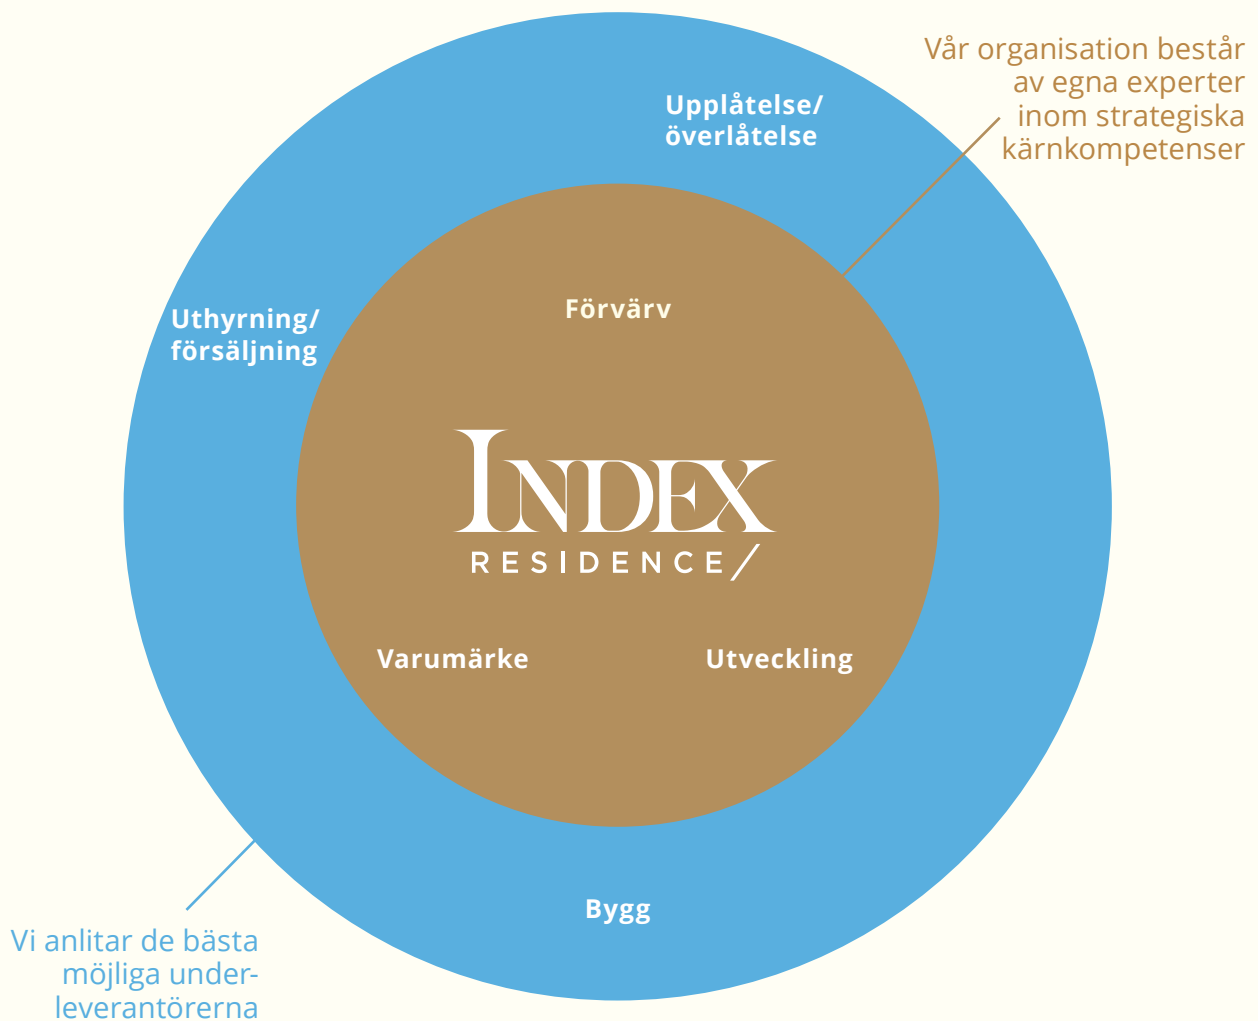 Vår organisation består
av egna experter
inom strategiska
kärnkompetenser
Upplåtelse/
överlåtelse
Uthyrning/
försäljning
Förvärv
INDEX
RESIDENCE/
Varumärke
Utveckling
Bygg
Vi anlitar de bästa
möjliga under-
leverantörerna